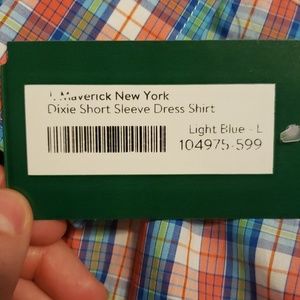 Maverick New York
Dixie Short Sleeve Dress Shirt
Light Blue - L
104975-599